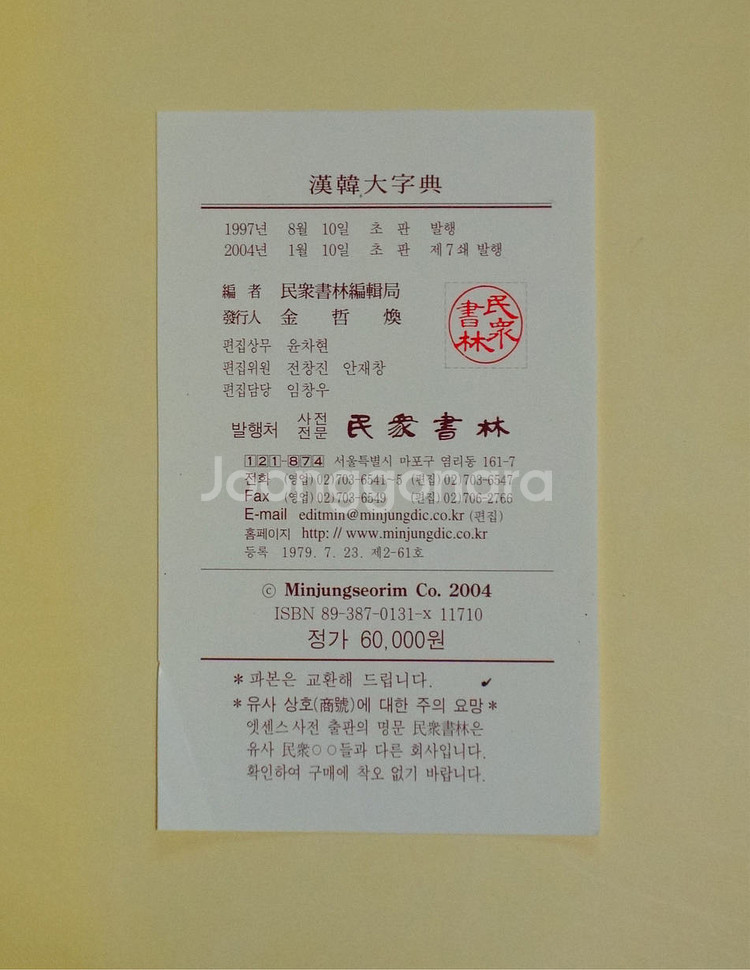 漢韓大字典
1997년 8월 10일 초 판 발행
2004년 1월 10일 초 판 제7쇄 발행
編 者 民衆書林編輯局
發行人 金 哲 煥
편집상무 윤차현
편집위원 전창진 안재창
편집담당 임창우
民衆書林
발행처 사전전문 民衆書林
121-874 서울특별시 마포구 염리동 161-7
전화 (영업)02)703-6541~5 (편집)02)703-6547
Fax (영업)02)703-6549 (편집)02)706-2766
Joonggonara
E-mail editmin@minjungdic.co.kr (편집)
홈페이지 http://www.minjungdic.co.kr
등록 1979. 7. 23. 제2-61호
ⓒ Minjungseorim Co. 2004
ISBN 89-387-0131-x 11710
정가 60,000원
* 파본은 교환해 드립니다.
* 유사 상호(商號)에 대한 주의 요망 *
엣센스사전 출판의 명문 民衆書林은
유사 民衆○○들과 다른 회사입니다.
확인하여 구매에 착오 없기 바랍니다.